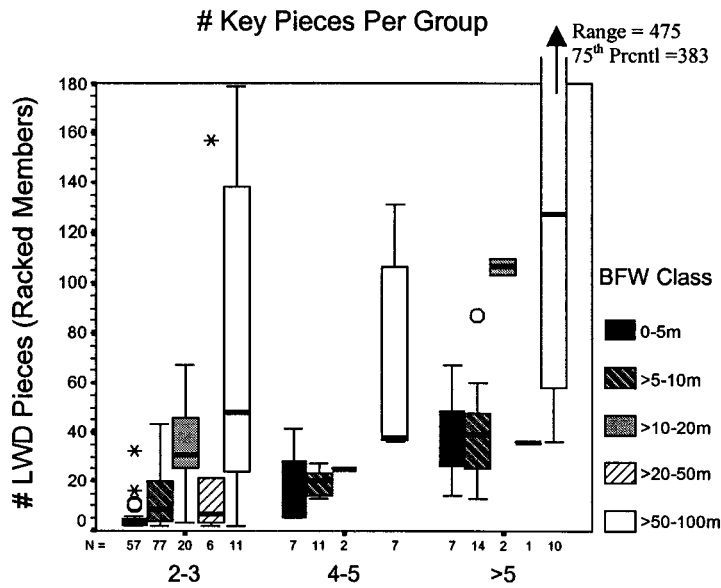 # Key Pieces Per Group
Range = 475
75th Prcntl =383
# LWD Pieces (Racked Members)
180
160
140
120
100
80
60
40
20
0
N = 57 77 20 6 11 7 11 2 7 7 14 2 1 10
2-3 4-5 >5
BFW Class
0-5m
>5-10m
>10-20m
>20-50m
>50-100m